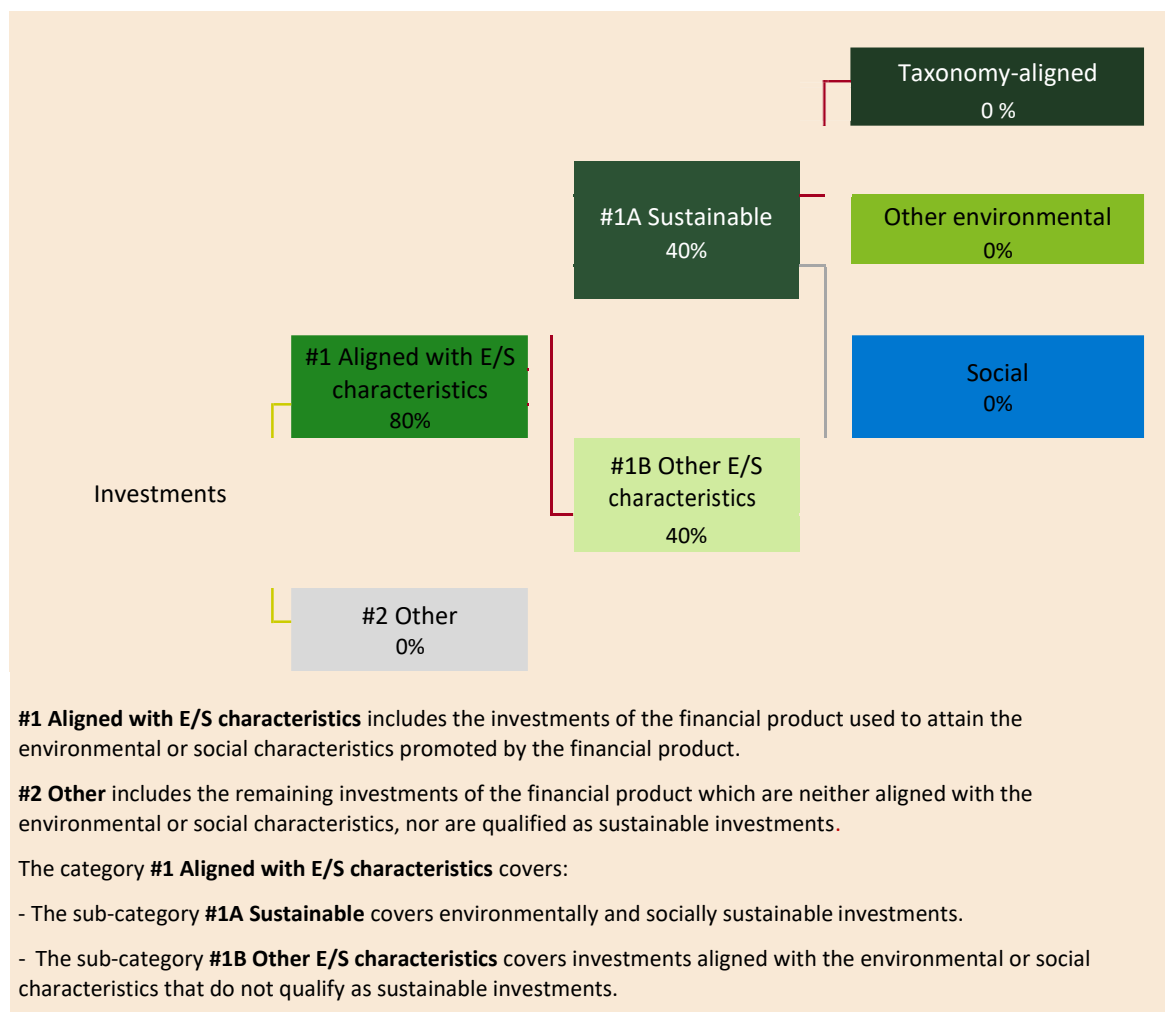 Taxonomy-aligned
0 %
#1A Sustainable
40%
Other environmental
0%
#1 Aligned with E/S
characteristics
80%
Social
0%
#1B Other E/S
characteristics
40%
Investments
#2 Other
0%
#1 Aligned with E/S characteristics includes the investments of the financial product used to attain the
environmental or social characteristics promoted by the financial product.
#2 Other includes the remaining investments of the financial product which are neither aligned with the
environmental or social characteristics, nor are qualified as sustainable investments.
The category #1 Aligned with E/S characteristics covers:
- The sub-category #1A Sustainable covers environmentally and socially sustainable investments.
- The sub-category #1B Other E/S characteristics covers investments aligned with the environmental or social
characteristics that do not qualify as sustainable investments.